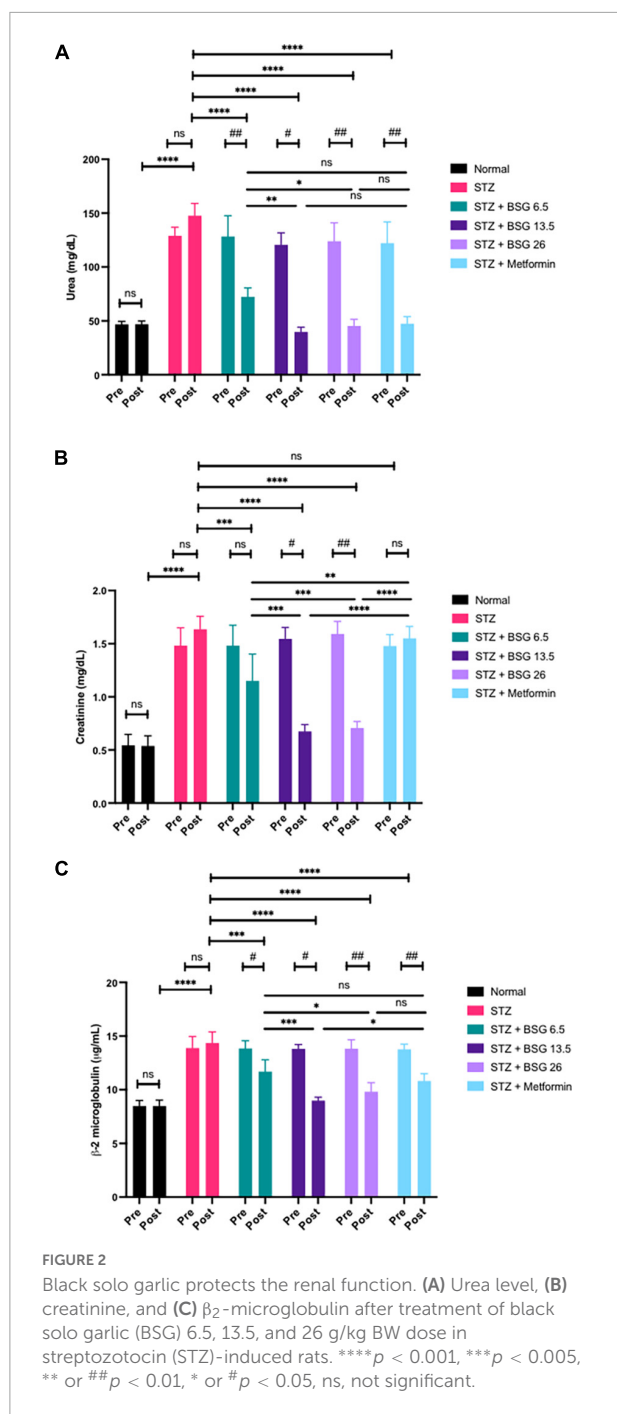 A
****
****
****
****
ns
##
#
##
##
****
ns
*
ns
**
ns
ns
200
150
100
50
0
Urea (mg/dL)
Pre Post Pre Post Pre Post Pre Post Pre Post Pre Post
Normal
STZ
STZ + BSG 6.5
STZ + BSG 13.5
STZ + BSG 26
STZ + Metformin
B
ns
****
****
***
ns
ns
#
##
ns
****
**
***
****
***
****
ns
2.0
1.5
1.0
0.5
0.0
Creatinine (mg/dL)
Pre Post Pre Post Pre Post Pre Post Pre Post Pre Post
Normal
STZ
STZ + BSG 6.5
STZ + BSG 13.5
STZ + BSG 26
STZ + Metformin
C
****
****
****
***
ns
#
#
##
##
****
ns
*
ns
***
*
ns
20
15
10
5
0
β-2 microglobulin (ug/mL)
Pre Post Pre Post Pre Post Pre Post Pre Post Pre Post
Normal
STZ
STZ + BSG 6.5
STZ + BSG 13.5
STZ + BSG 26
STZ + Metformin
FIGURE 2
Black solo garlic protects the renal function. (A) Urea level, (B)
creatinine, and (C) β₂-microglobulin after treatment of black
solo garlic (BSG) 6.5, 13.5, and 26 g/kg BW dose in
streptozotocin (STZ)-induced rats. ****p < 0.001, ***p < 0.005,
** or ##p < 0.01, * or #p < 0.05, ns, not significant.